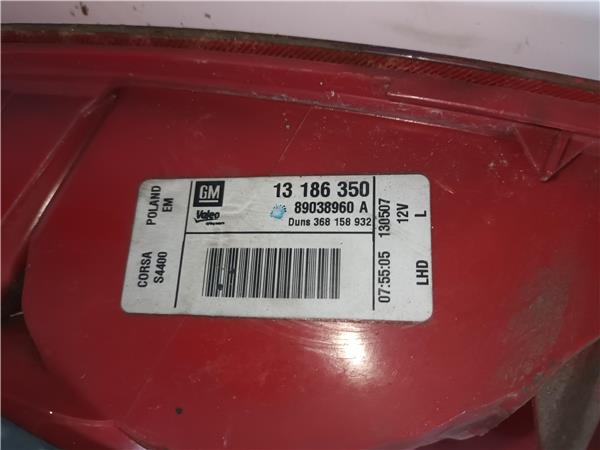 CORSA POLAND
S4400 EM
GM
13 186 350
Valeo
89038960 A
Duns 368 158 932
07:55:05 130507
12V
LHD L